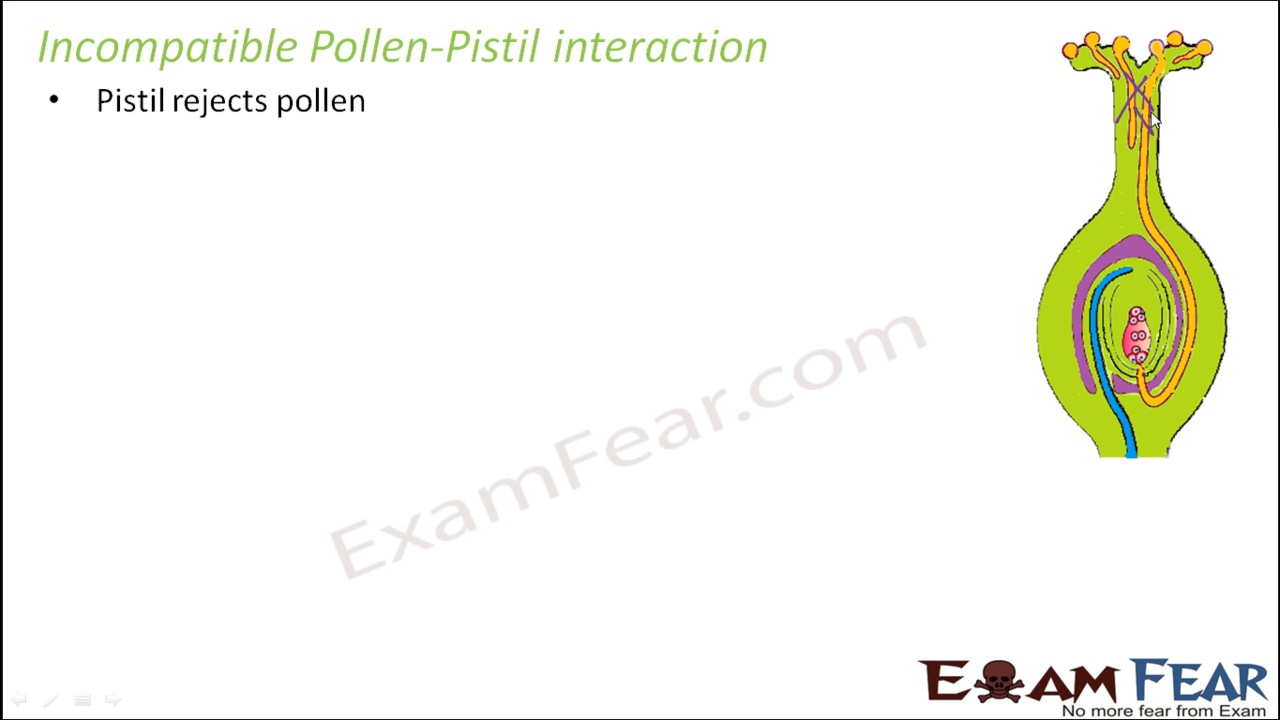 Incompatible Pollen-Pistil interaction
• Pistil rejects pollen
ExamFear.com
EXAM FEAR
No more fear from Exam